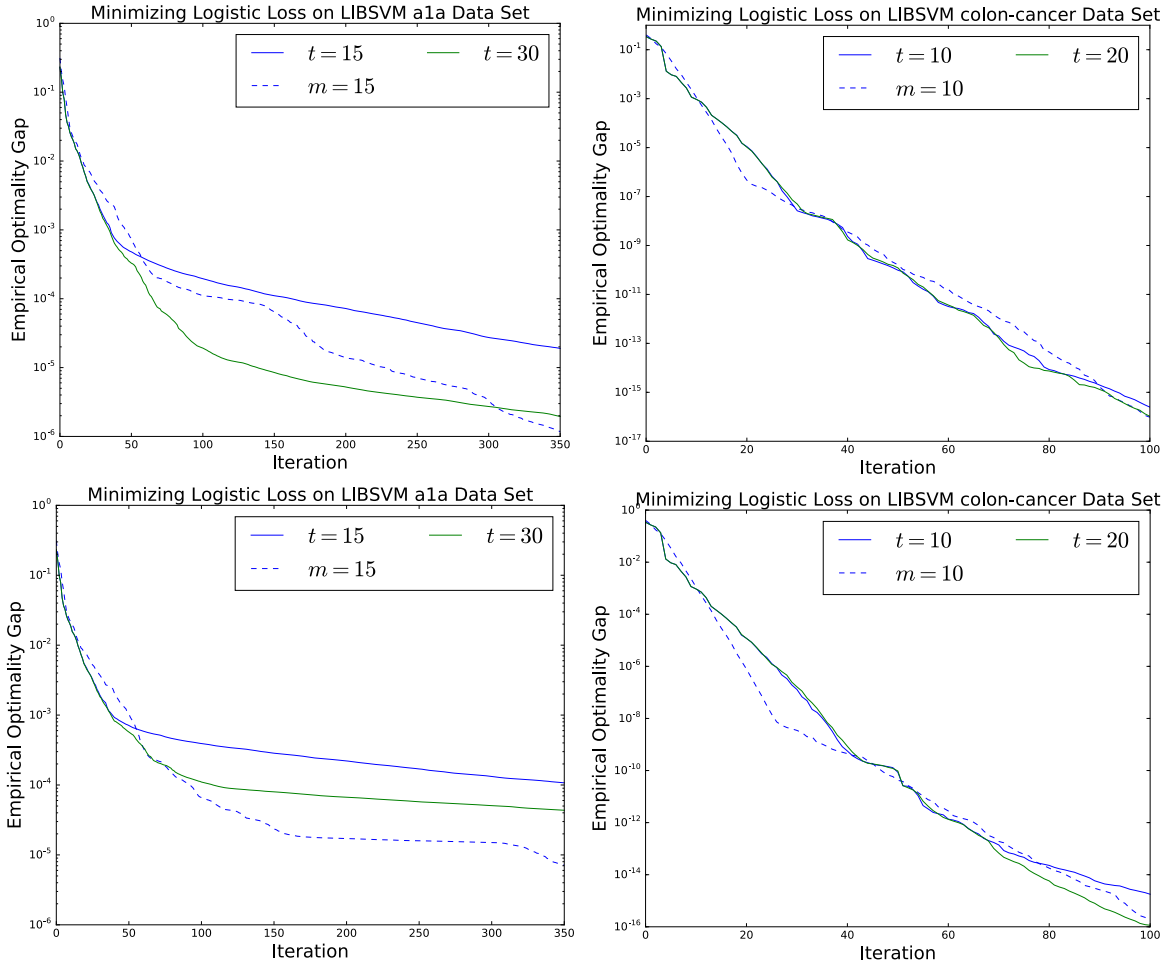 Minimizing Logistic Loss on LIBSVM a1a Data Set
10^0
10^-1
10^-2
10^-3
10^-4
10^-5
10^-6
Empirical Optimality Gap
t = 15
t = 30
m = 15
0 50 100 150 200 250 300 350
Iteration
Minimizing Logistic Loss on LIBSVM colon-cancer Data Set
10^-1
10^-3
10^-5
10^-7
10^-9
10^-11
10^-13
10^-15
10^-17
Empirical Optimality Gap
t = 10
t = 20
m = 10
0 20 40 60 80 100
Iteration
Minimizing Logistic Loss on LIBSVM a1a Data Set
10^0
10^-1
10^-2
10^-3
10^-4
10^-5
10^-6
Empirical Optimality Gap
t = 15
t = 30
m = 15
0 50 100 150 200 250 300 350
Iteration
Minimizing Logistic Loss on LIBSVM colon-cancer Data Set
10^0
10^-2
10^-4
10^-6
10^-8
10^-10
10^-12
10^-14
10^-16
Empirical Optimality Gap
t = 10
t = 20
m = 10
0 20 40 60 80 100
Iteration